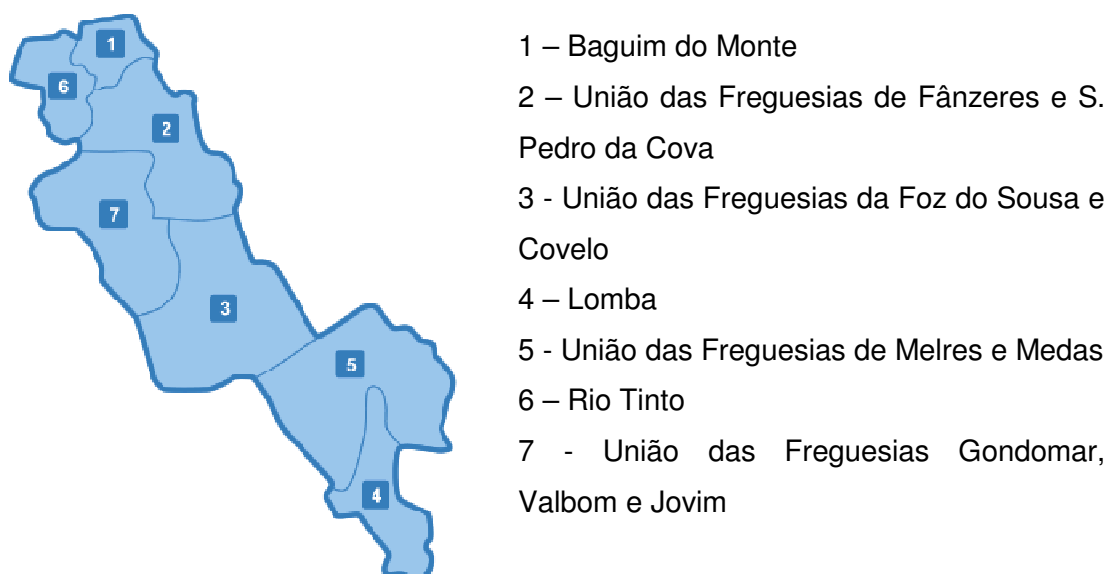 1
6
2
7
3
5
4
1 – Baguim do Monte
2 – União das Freguesias de Fânzeres e S.
Pedro da Cova
3 - União das Freguesias da Foz do Sousa e
Covelo
4 – Lomba
5 - União das Freguesias de Melres e Medas
6 – Rio Tinto
7 - União das Freguesias Gondomar,
Valbom e Jovim